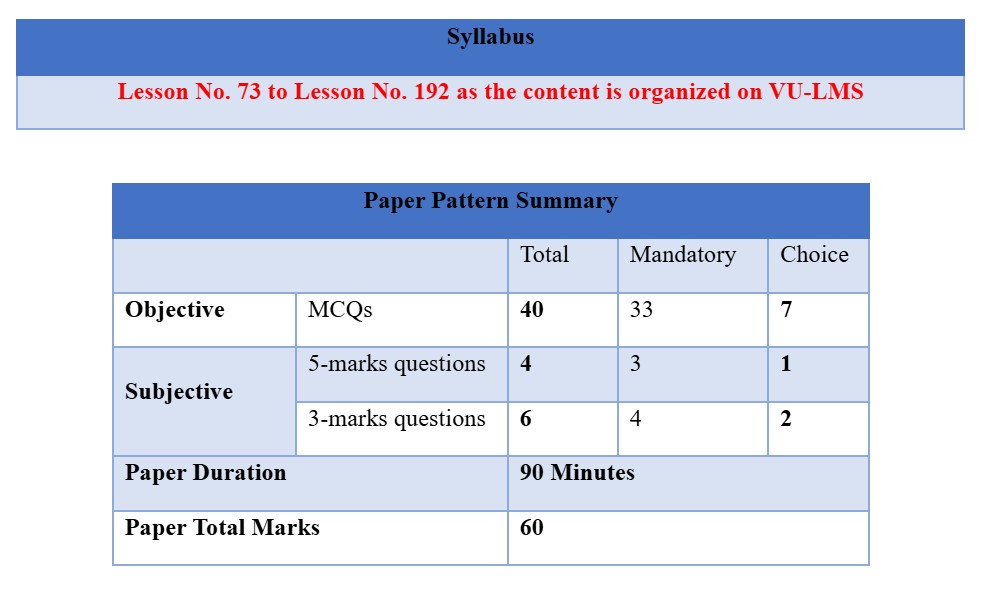 Syllabus
Lesson No. 73 to Lesson No. 192 as the content is organized on VU-LMS
Paper Pattern Summary
Total Mandatory Choice
Objective MCQs 40 33 7
Subjective
5-marks questions 4 3 1
3-marks questions 6 4 2
Paper Duration 90 Minutes
Paper Total Marks 60